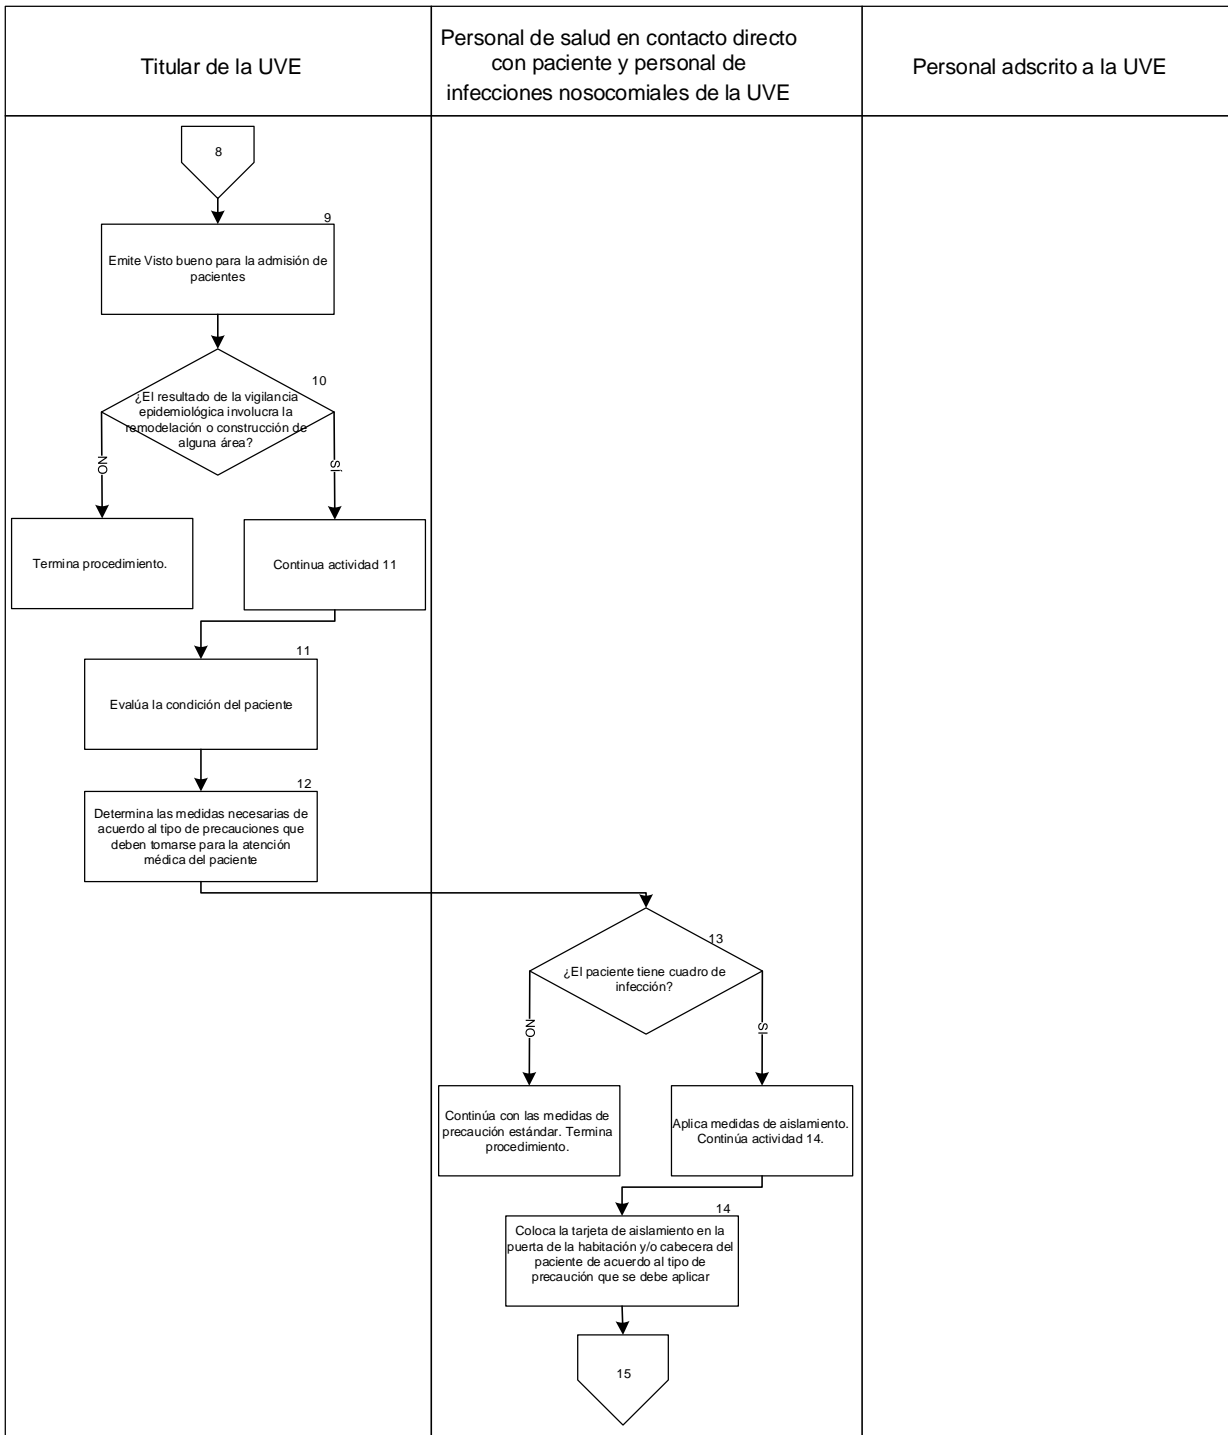 Titular de la UVE
Personal de salud en contacto directo
con paciente y personal de
infecciones nosocomiales de la UVE
Personal adscrito a la UVE
8
9
Emite Visto bueno para la admisión de
pacientes
10
¿El resultado de la vigilancia
epidemiológica involucra la
remodelación o construcción de
alguna área?
NO
SÍ
Termina procedimiento.
Continua actividad 11
11
Evalúa la condición del paciente
12
Determina las medidas necesarias de
acuerdo al tipo de precauciones que
deben tomarse para la atención
médica del paciente
13
¿El paciente tiene cuadro de
infección?
NO
SI
Continúa con las medidas de
precaución estándar. Termina
procedimiento.
Aplica medidas de aislamiento.
Continúa actividad 14.
14
Coloca la tarjeta de aislamiento en la
puerta de la habitación y/o cabecera del
paciente de acuerdo al tipo de
precaución que se debe aplicar
15